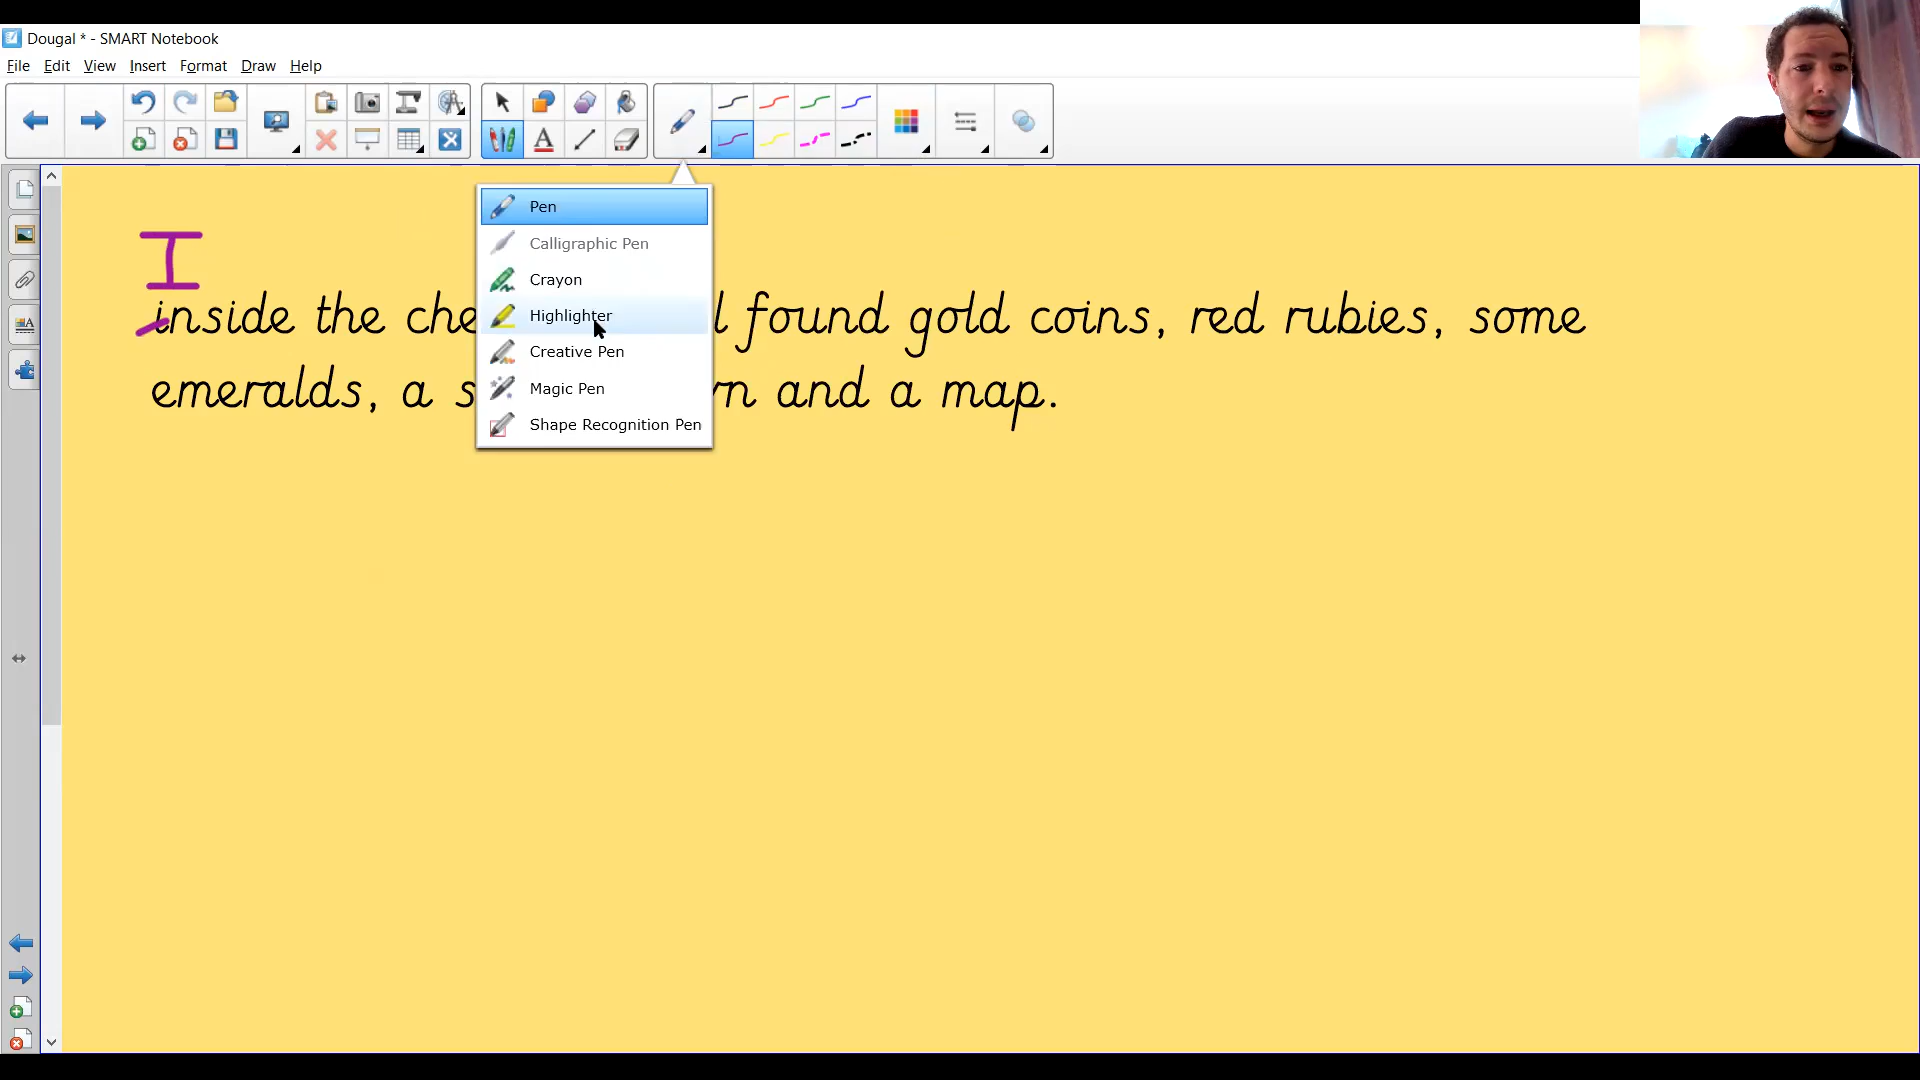 Dougal * - SMART Notebook
File Edit View Insert Format Draw Help
Pen
Calligraphic Pen
Crayon
Highlighter
Creative Pen
Magic Pen
Shape Recognition Pen
I
inside the che found gold coins, red rubies, some
emeralds, a s n and a map.